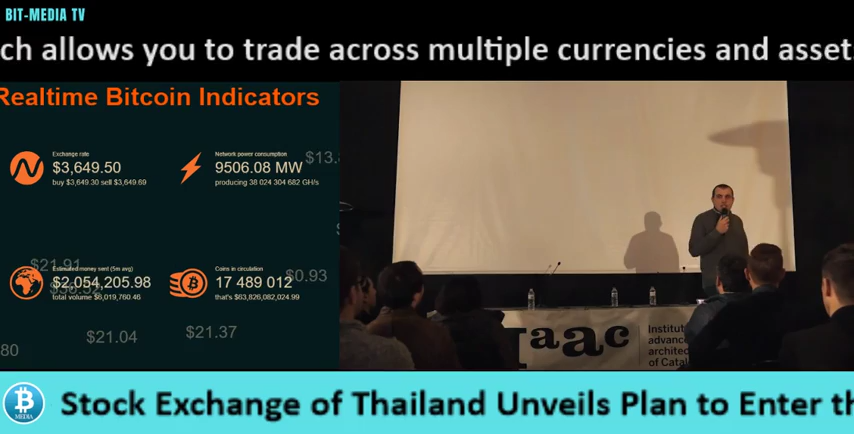 BIT-MEDIA TV
ch allows you to trade across multiple currencies and asset
Realtime Bitcoin Indicators
Exchange rate
$3,649.50
buy $3,649.30 sell $3,649.69
Network power consumption
9506.08 MW
producing 38 024 304 682 GH/s
$13.
$21.91
Estimated money sent (5m avg)
$2,054,205.98
total volume $6,019,760.46
Coins in circulation
17 489 012
that's $63,826,082,024.99
$0.93
$21.04
$21.37
80
Iaac
Institut
advance
architec
of Catal
B
MEDIA
Stock Exchange of Thailand Unveils Plan to Enter th